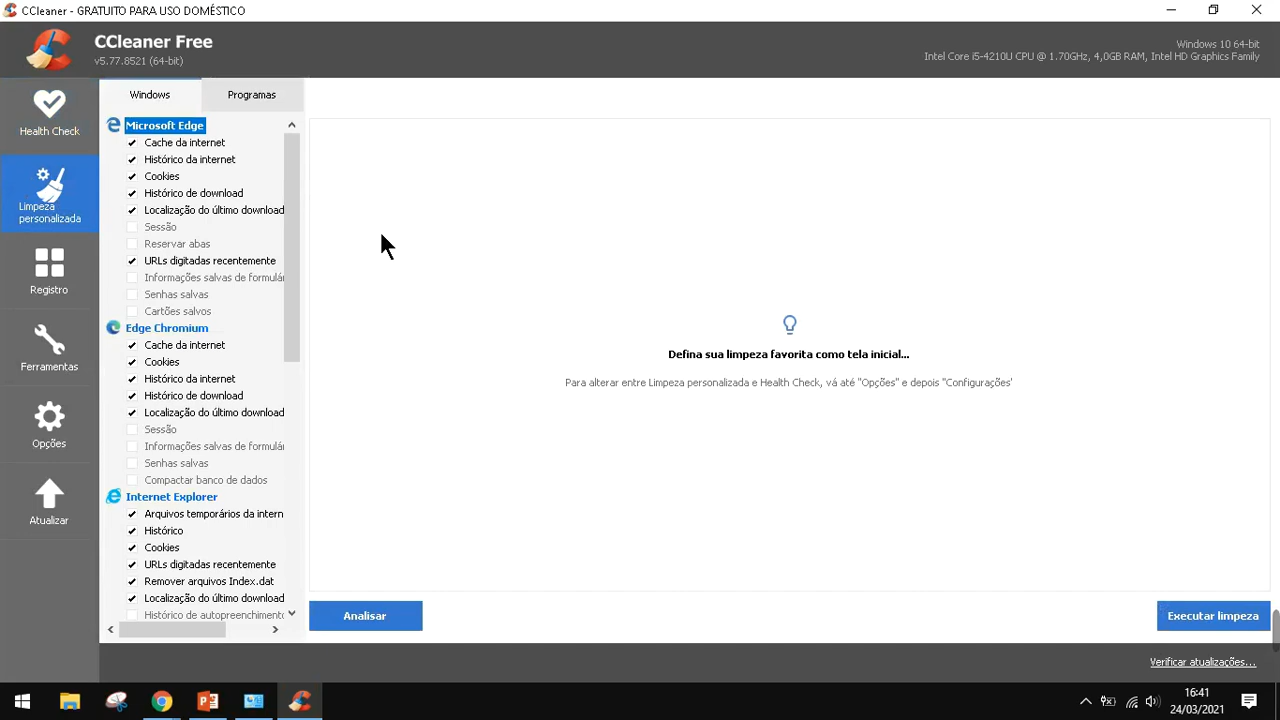 CCleaner - GRATUITO PARA USO DOMÉSTICO
CCleaner Free
v5.77.8521 (64-bit)
Windows 10 64-bit
Intel Core i5-4210U CPU @ 1.70GHz, 4,0GB RAM, Intel HD Graphics Family
Health Check
Limpeza
personalizada
Registro
Ferramentas
Opções
Atualizar
Windows
Programas
Microsoft Edge
Cache da internet
Histórico da internet
Cookies
Histórico de download
Localização do último download
Sessão
Reservar abas
URLs digitadas recentemente
Informações salvas de formulár
Senhas salvas
Cartões salvos
Edge Chromium
Cache da internet
Cookies
Histórico da internet
Histórico de download
Localização do último download
Sessão
Informações salvas de formulár
Senhas salvas
Compactar banco de dados
Internet Explorer
Arquivos temporários da intern
Histórico
Cookies
URLs digitadas recentemente
Remover arquivos Index.dat
Localização do último download
Histórico de autopreenchimento
Defina sua limpeza favorita como tela inicial...
Para alterar entre Limpeza personalizada e Health Check, vá até "Opções" e depois "Configurações'
Analisar
Executar limpeza
Verificar atualizações...
16:41
24/03/2021